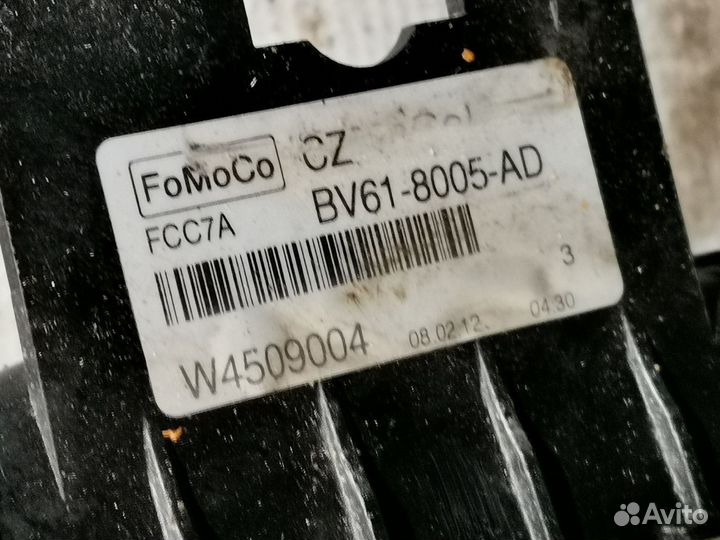 FoMoCo CZ
BV61-8005-AD
FCC7A
3
W4509004 08.02.12. 04:30
Avito